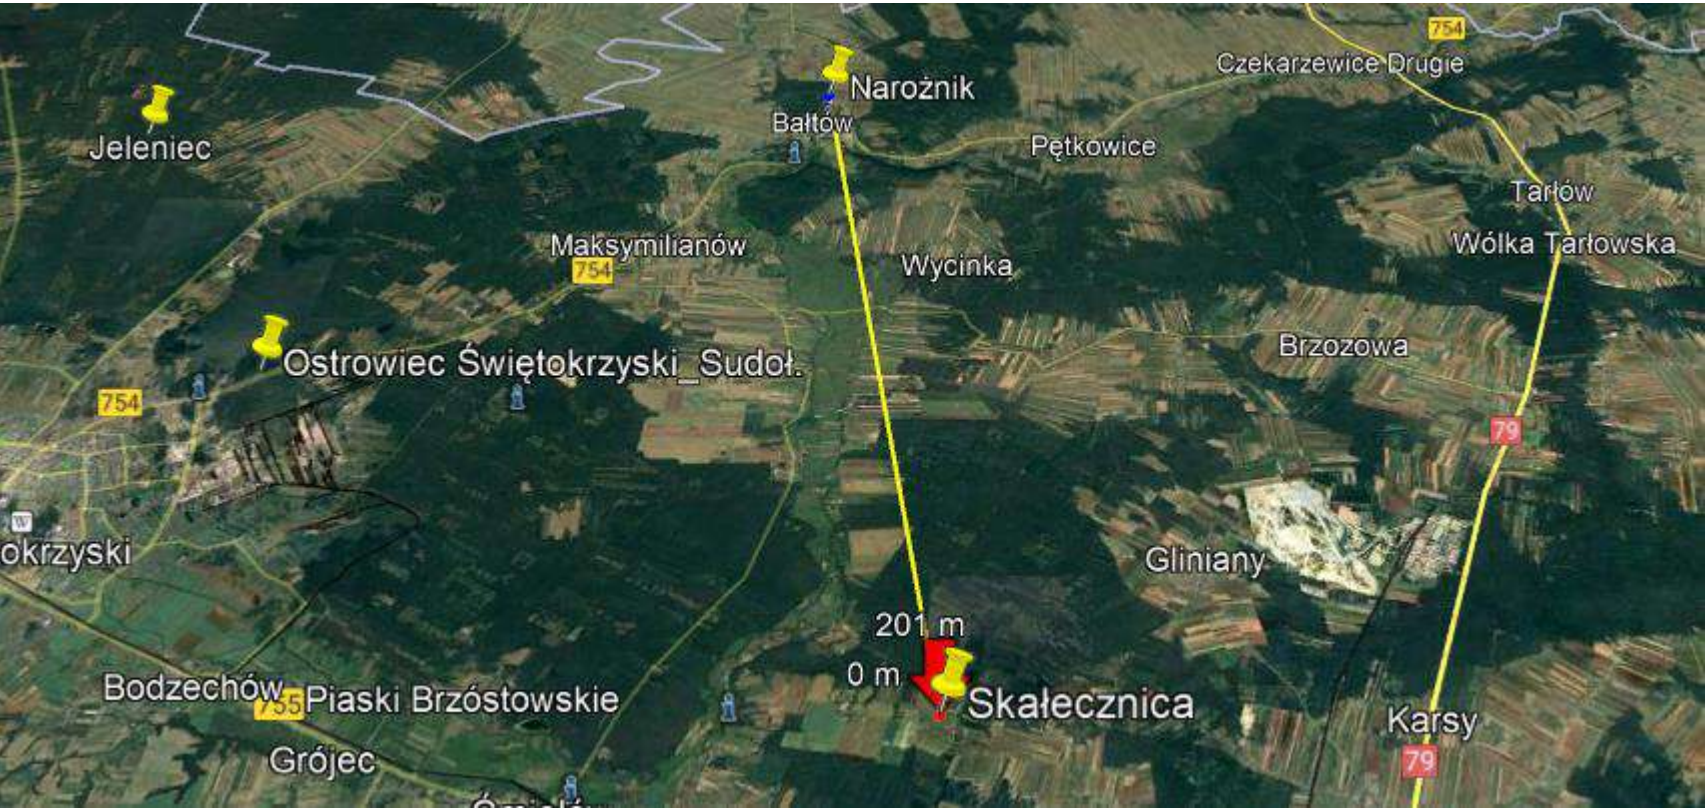 754
Czekarzewice Drugie
Narożnik
Jeleniec
Bałtów
Pętkowice
Tarłów
Maksymilianów
Wólka Tarłowska
Wycinka
754
Brzozowa
Ostrowiec Świętokrzyski_Sudoł.
754
79
W
okrzyski
Gliniany
201 m
0 m
Bodzechów
755
Piaski Brzóstowskie
Skałecznica
Karsy
Grójec
79